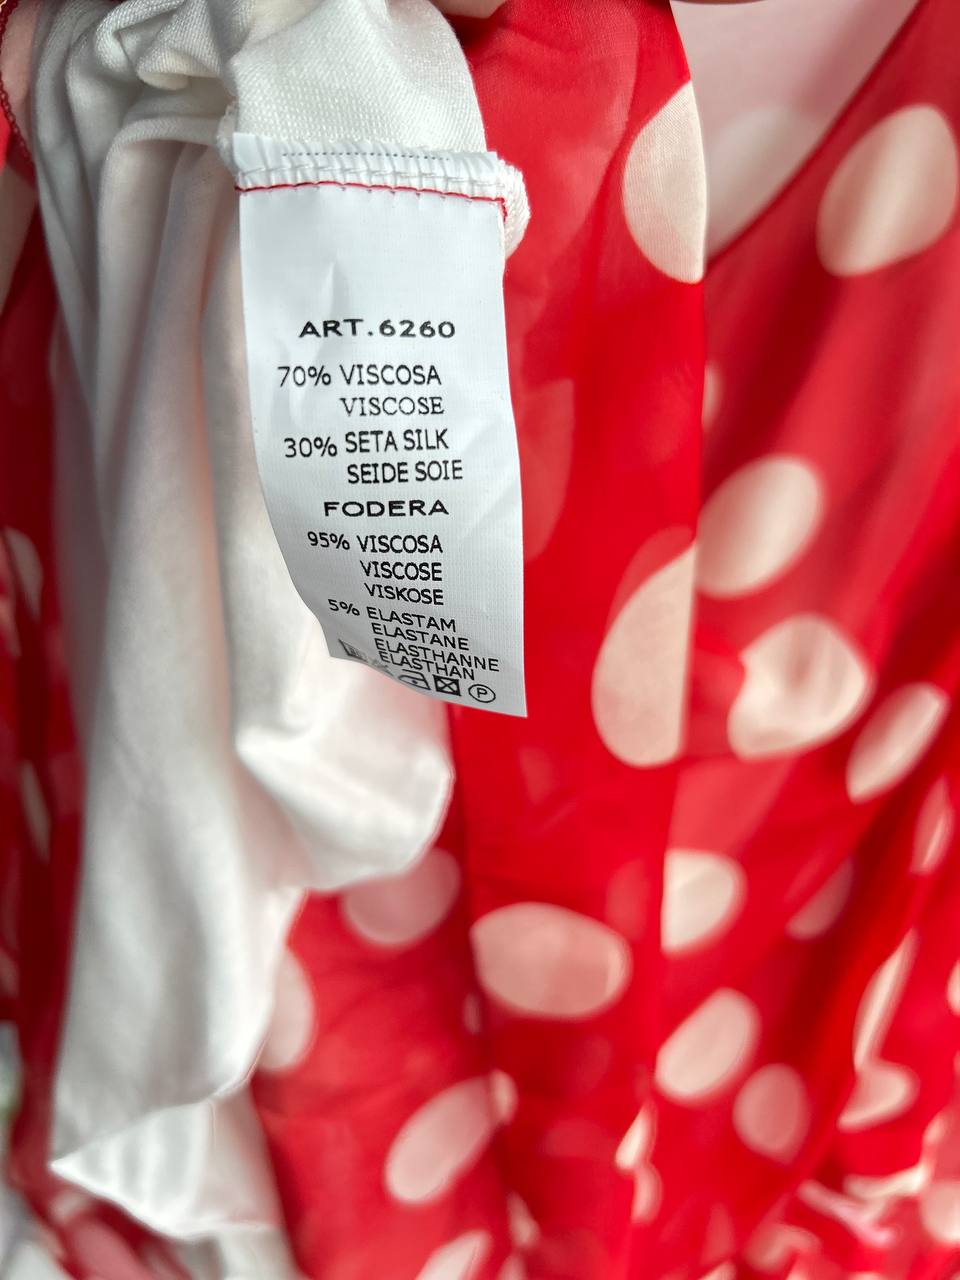 ART.6260
70% VISCOSA
VISCOSE
30% SETA SILK
SEIDE SOIE
FODERA
95% VISCOSA
VISCOSE
VISKOSE
5% ELASTAM
ELASTANE
ELASTHANNE
ELASTHAN
P